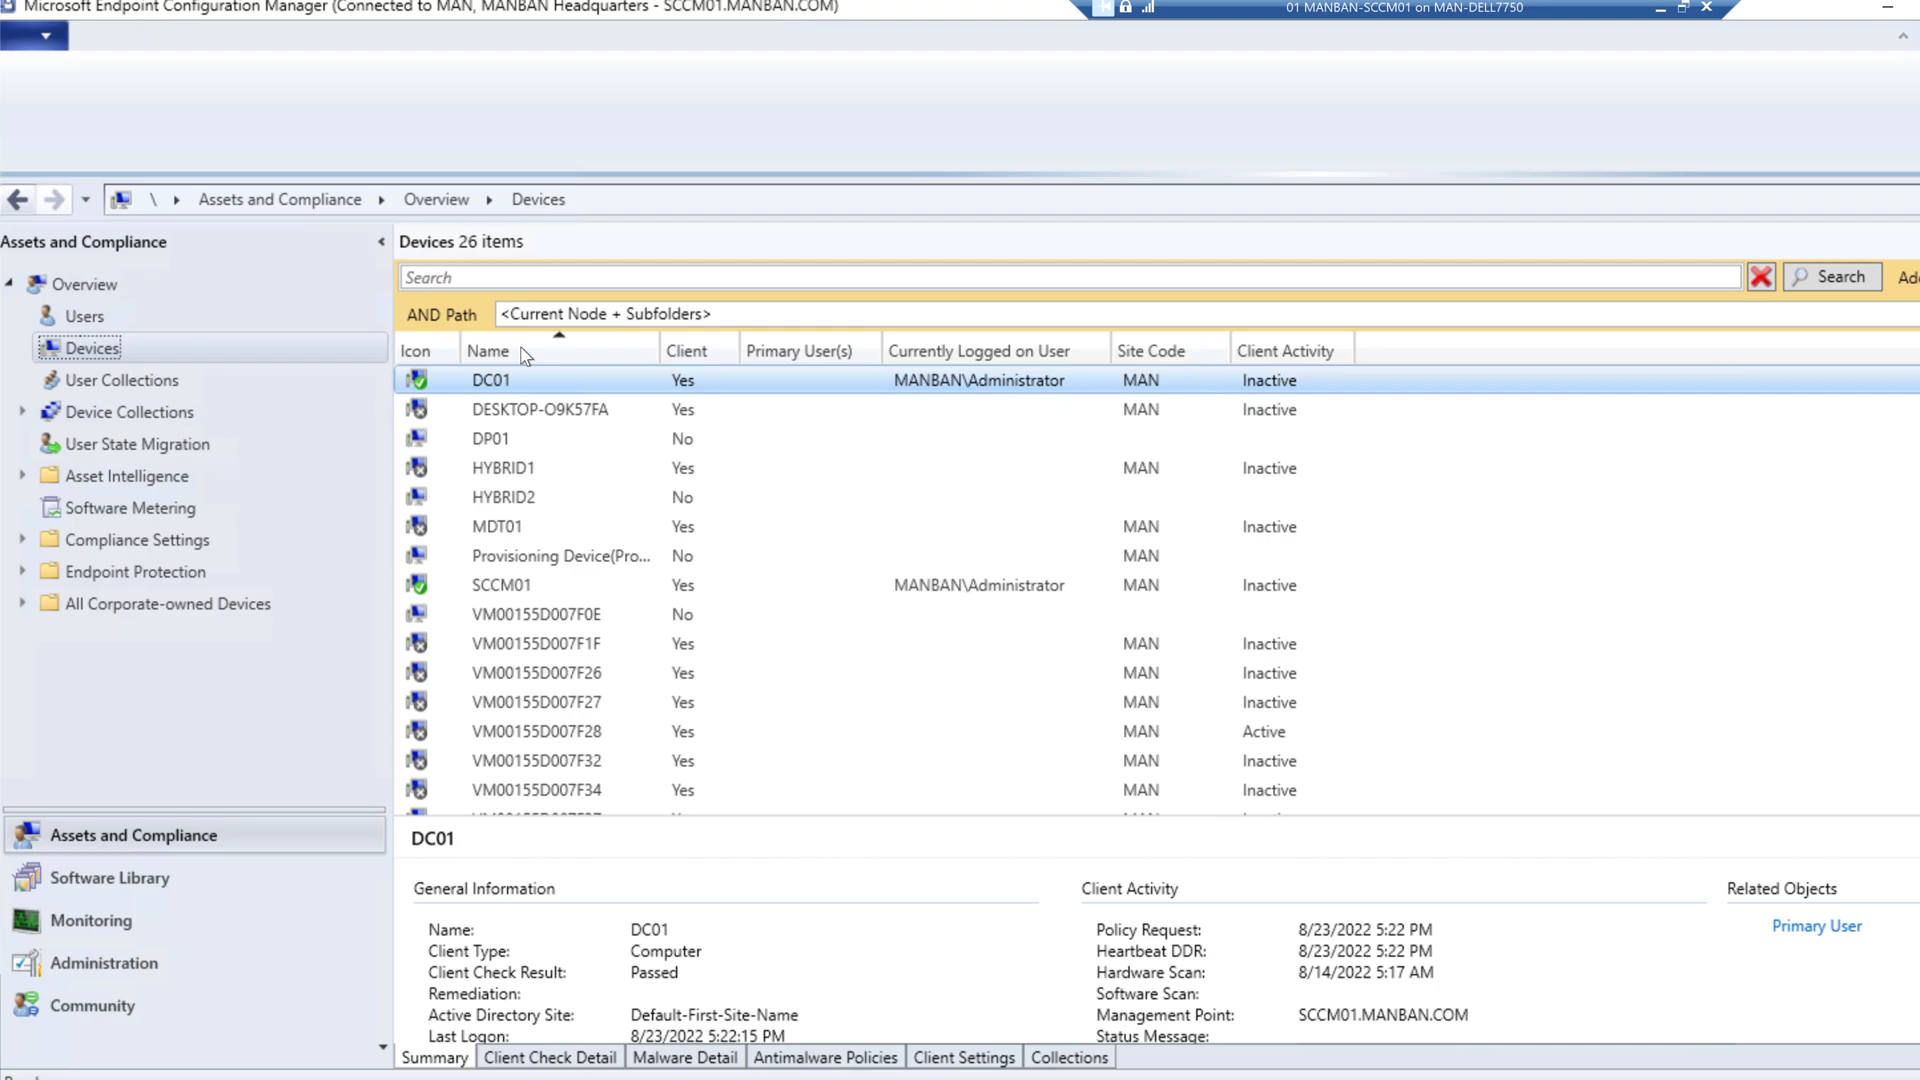 Microsoft Endpoint Configuration Manager (Connected to MAN, MANBAN Headquarters - SCCM01.MANBAN.COM)
01 MANBAN-SCCM01 on MAN-DELL7750
\ Assets and Compliance Overview Devices
Assets and Compliance
Overview
Users
Devices
User Collections
Device Collections
User State Migration
Asset Intelligence
Software Metering
Compliance Settings
Endpoint Protection
All Corporate-owned Devices
Assets and Compliance
Software Library
Monitoring
Administration
Community
Devices 26 items
Search Search
AND Path <Current Node + Subfolders>
Icon Name Client Primary User(s) Currently Logged on User Site Code Client Activity
DC01 Yes MANBAN\Administrator MAN Inactive
DESKTOP-O9K57FA Yes MAN Inactive
DP01 No
HYBRID1 Yes MAN Inactive
HYBRID2 No
MDT01 Yes MAN Inactive
Provisioning Device(Pro... No MAN
SCCM01 Yes MANBAN\Administrator MAN Inactive
VM00155D007F0E No
VM00155D007F1F Yes MAN Inactive
VM00155D007F26 Yes MAN Inactive
VM00155D007F27 Yes MAN Inactive
VM00155D007F28 Yes MAN Active
VM00155D007F32 Yes MAN Inactive
VM00155D007F34 Yes MAN Inactive
DC01
General Information
Name: DC01
Client Type: Computer
Client Check Result: Passed
Remediation:
Active Directory Site: Default-First-Site-Name
Last Logon: 8/23/2022 5:22:15 PM
Client Activity
Policy Request: 8/23/2022 5:22 PM
Heartbeat DDR: 8/23/2022 5:22 PM
Hardware Scan: 8/14/2022 5:17 AM
Software Scan:
Management Point: SCCM01.MANBAN.COM
Status Message:
Related Objects
Primary User
Summary Client Check Detail Malware Detail Antimalware Policies Client Settings Collections